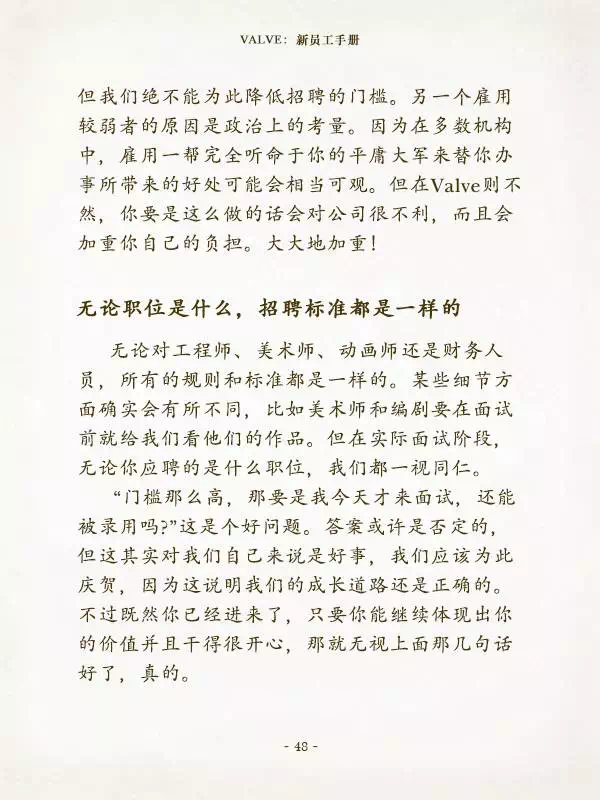 VALVE：新员工手册
但我们绝不能为此降低招聘的门槛。另一个雇用
较弱者的原因是政治上的考量。因为在多数机构
中，雇用一帮完全听命于你的平庸大军来替你办
事所带来的好处可能会相当可观。但在Valve则不
然，你要是这么做的话会对公司很不利，而且会
加重你自己的负担。大大地加重！
无论职位是什么，招聘标准都是一样的
无论对工程师、美术师、动画师还是财务人
员，所有的规则和标准都是一样的。某些细节方
面确实会有所不同，比如美术师和编剧要在面试
前就给我们看他们的作品。但在实际面试阶段，
无论你应聘的是什么职位，我们都一视同仁。
“门槛那么高，那要是我今天才来面试，还能
被录用吗?”这是个好问题。答案或许是否定的，
但这其实对我们自己来说是好事，我们应该为此
庆贺，因为这说明我们的成长道路还是正确的。
不过既然你已经进来了，只要你能继续体现出你
的价值并且干得很开心，那就无视上面那几句话
好了，真的。
- 48 -